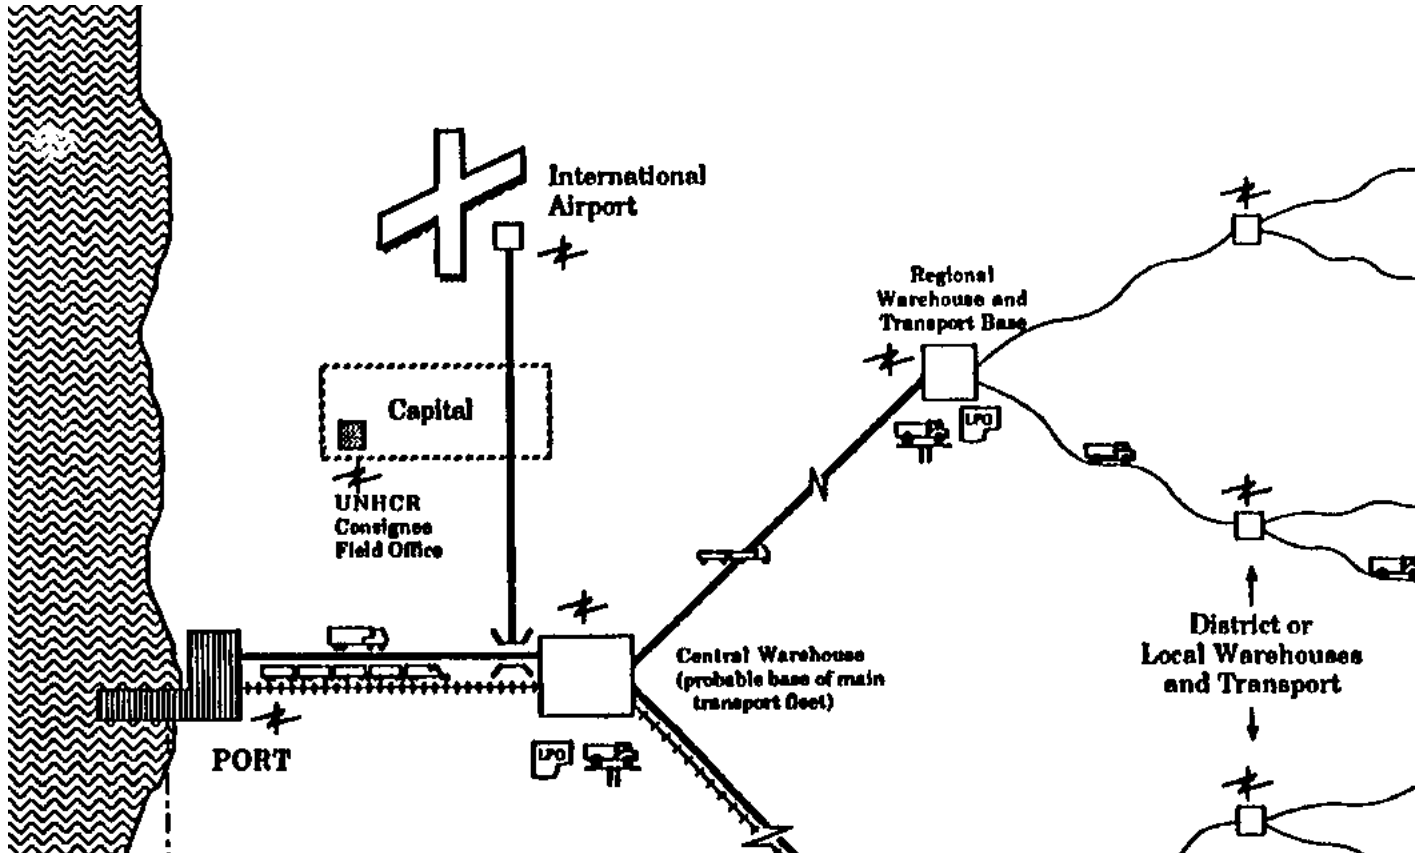 International
Airport
Regional
Warehouse and
Transport Base
Capital
LPO
UNHCR
Consignee
Field Office
Central Warehouse
(probable base of main
transport fleet)
District or
Local Warehouses
and Transport
PORT
LPO